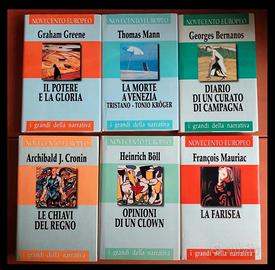 NOVECENTO EUROPEO
Graham Greene
IL POTERE
E LA GLORIA
i grandi della narrativa
NOVECENTO EUROPEO
Thomas Mann
LA MORTE
A VENEZIA
TRISTANO - TONIO KRÖGER
i grandi della narrativa
NOVECENTO EUROPEO
Georges Bernanos
DIARIO
DI UN CURATO
DI CAMPAGNA
i grandi della narrativa
NOVECENTO EUROPEO
Archibald J. Cronin
LE CHIAVI
DEL REGNO
i grandi della narrativa
NOVECENTO EUROPEO
Heinrich Böll
OPINIONI
DI UN CLOWN
i grandi della narrativa
NOVECENTO EUROPEO
François Mauriac
LA FARISEA
i grandi della narrativa